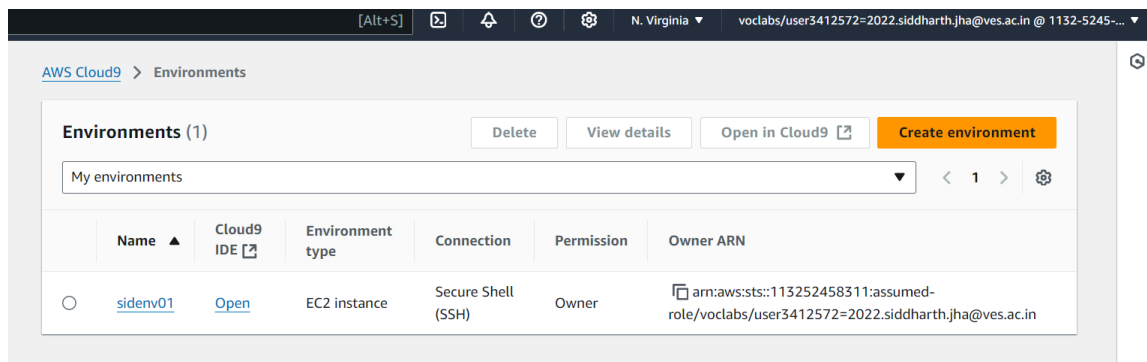 [Alt+S] N. Virginia ▼ voclabs/user3412572=2022.siddharth.jha@ves.ac.in @ 1132-5245-... ▼
AWS Cloud9 > Environments
Environments (1) Delete View details Open in Cloud9 Create environment
My environments ▼ < 1 >
Name ▲ Cloud9 IDE Environment type Connection Permission Owner ARN
sidenv01 Open EC2 instance Secure Shell (SSH) Owner arn:aws:sts::113252458311:assumed-
role/voclabs/user3412572=2022.siddharth.jha@ves.ac.in